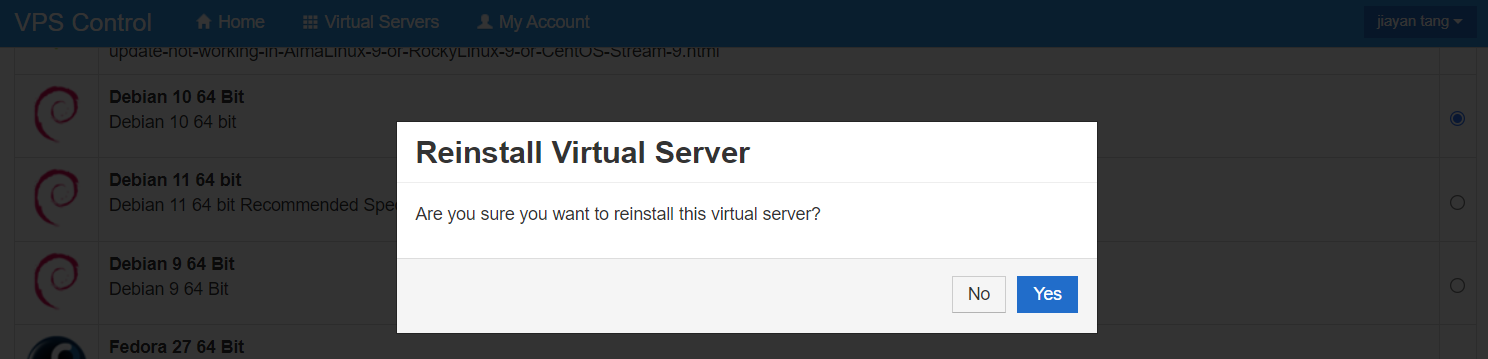 VPS Control Home Virtual Servers My Account jiayan tang
update-not-working-in-AlmaLinux-9-or-RockyLinux-9-or-CentOS-Stream-9.html
Debian 10 64 Bit
Debian 10 64 bit
Reinstall Virtual Server
Debian 11 64 bit
Debian 11 64 bit Recommended Spe
Are you sure you want to reinstall this virtual server?
Debian 9 64 Bit
Debian 9 64 Bit
No Yes
Fedora 27 64 Bit